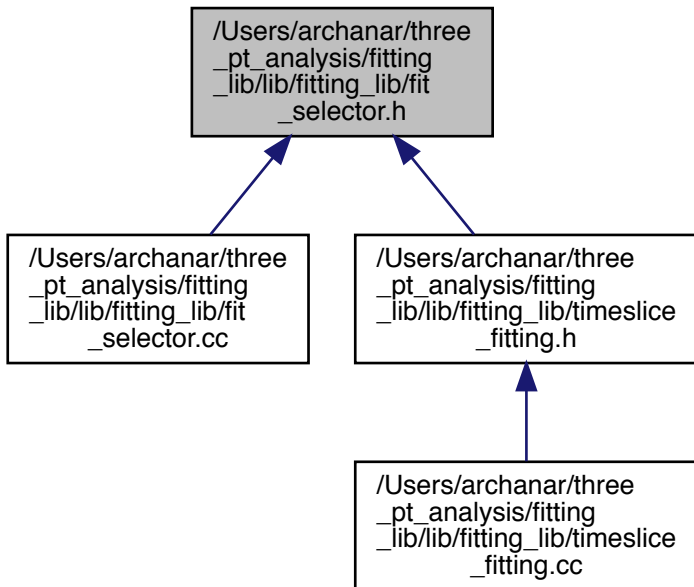 /Users/archanar/three
_pt_analysis/fitting
_lib/lib/fitting_lib/fit
_selector.h
/Users/archanar/three
_pt_analysis/fitting
_lib/lib/fitting_lib/fit
_selector.cc
/Users/archanar/three
_pt_analysis/fitting
_lib/lib/fitting_lib/timeslice
_fitting.h
/Users/archanar/three
_pt_analysis/fitting
_lib/lib/fitting_lib/timeslice
_fitting.cc